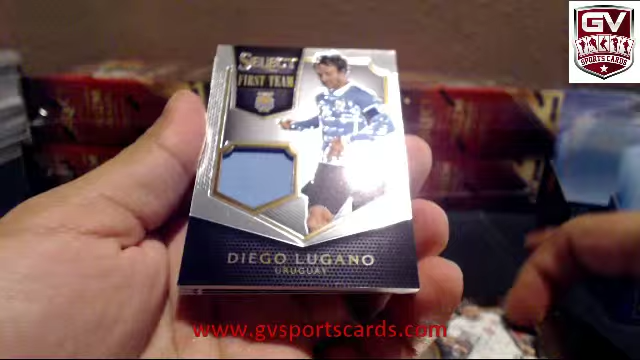 GV
SPORTS CARDS
SELECT
FIRST TEAM
DIEGO LUGANO
URUGUAY
www.gvsportscards.com